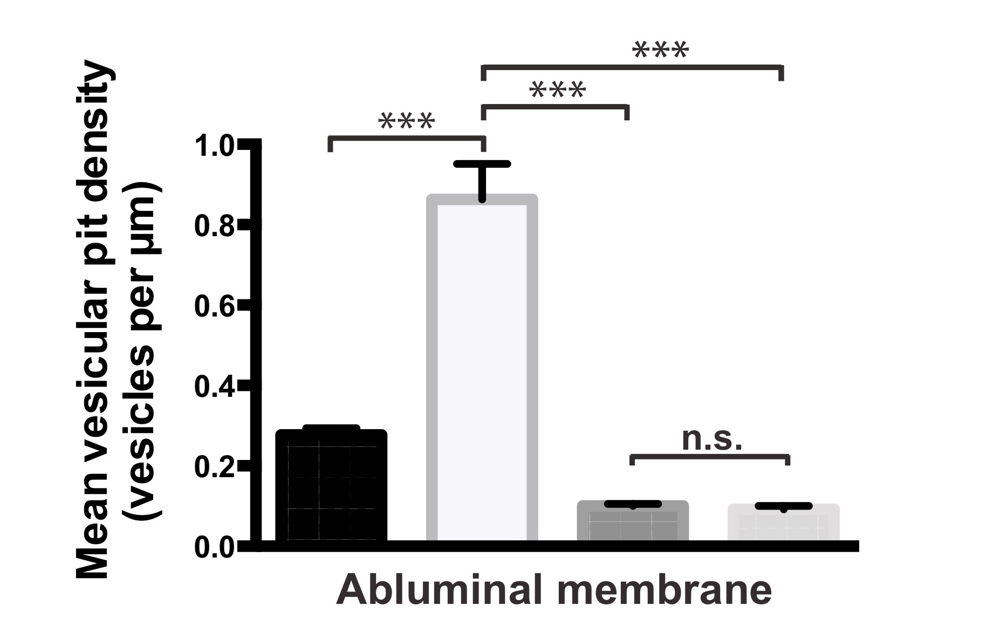 Mean vesicular pit density
(vesicles per μm)
***
***
***
1.0
0.8
0.6
0.4
0.2
0.0
n.s.
Abluminal membrane